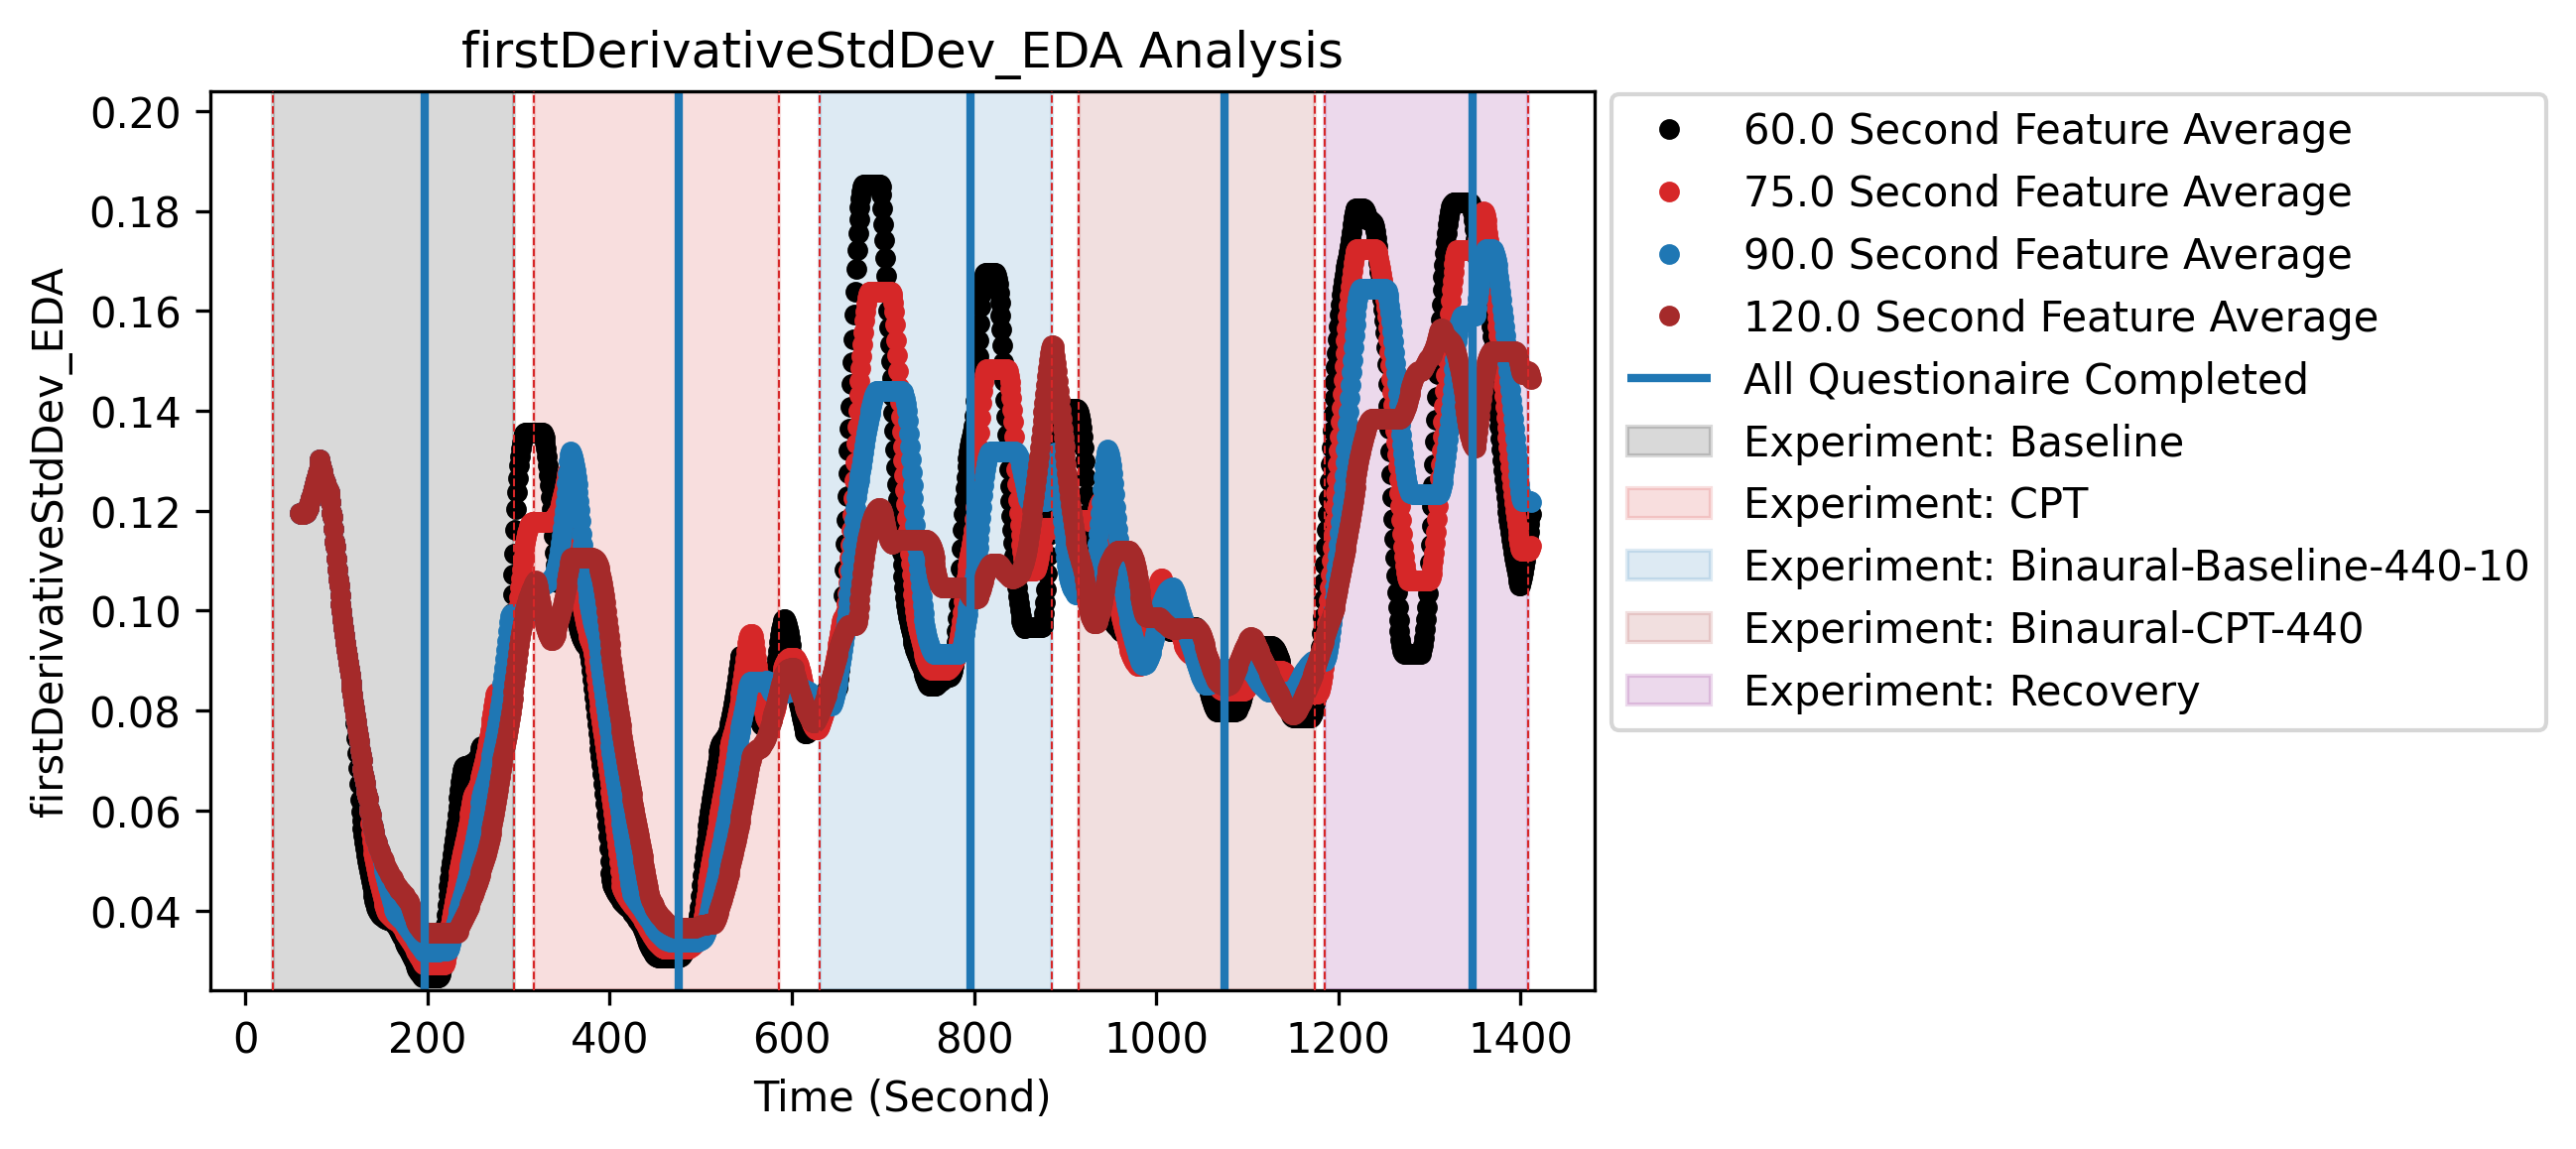 firstDerivativeStdDev_EDA Analysis
firstDerivativeStdDev_EDA
0.20
0.18
0.16
0.14
0.12
0.10
0.08
0.06
0.04
0
200
400
600
800
1000
1200
1400
Time (Second)
60.0 Second Feature Average
75.0 Second Feature Average
90.0 Second Feature Average
120.0 Second Feature Average
All Questionaire Completed
Experiment: Baseline
Experiment: CPT
Experiment: Binaural-Baseline-440-10
Experiment: Binaural-CPT-440
Experiment: Recovery